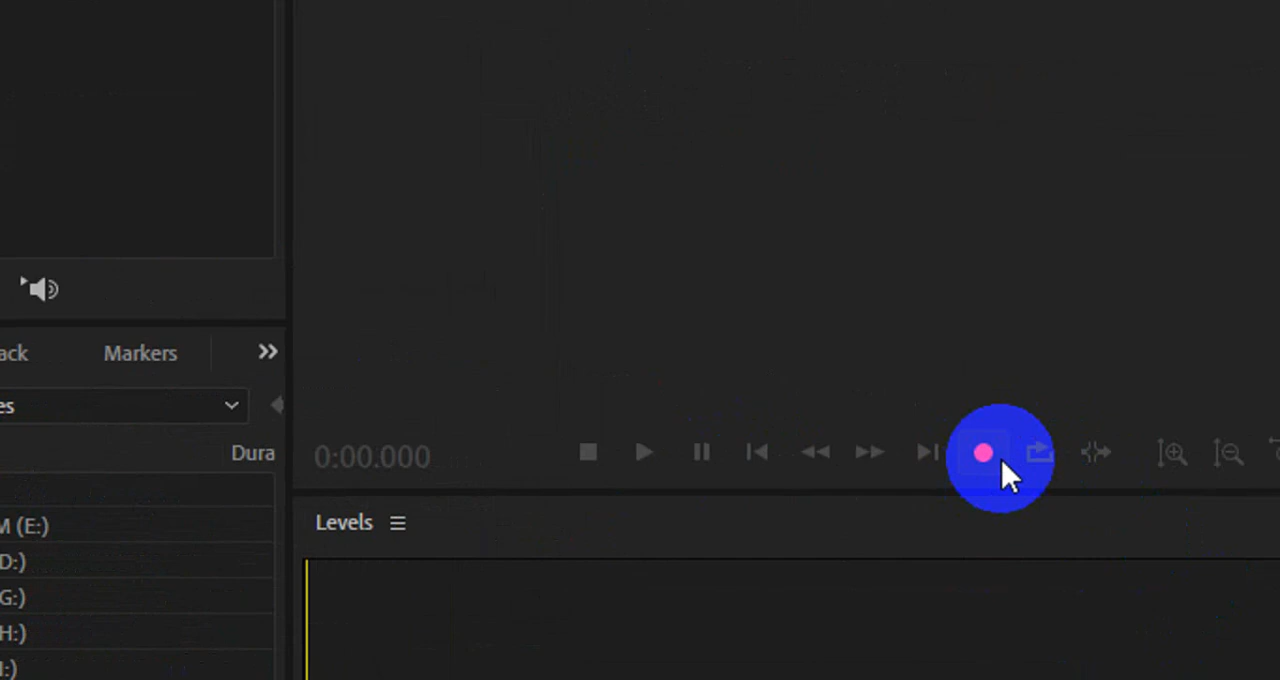 ack Markers
es
Dura
M (E:)
D:)
G:)
H:)
I:)
0:00.000
Levels